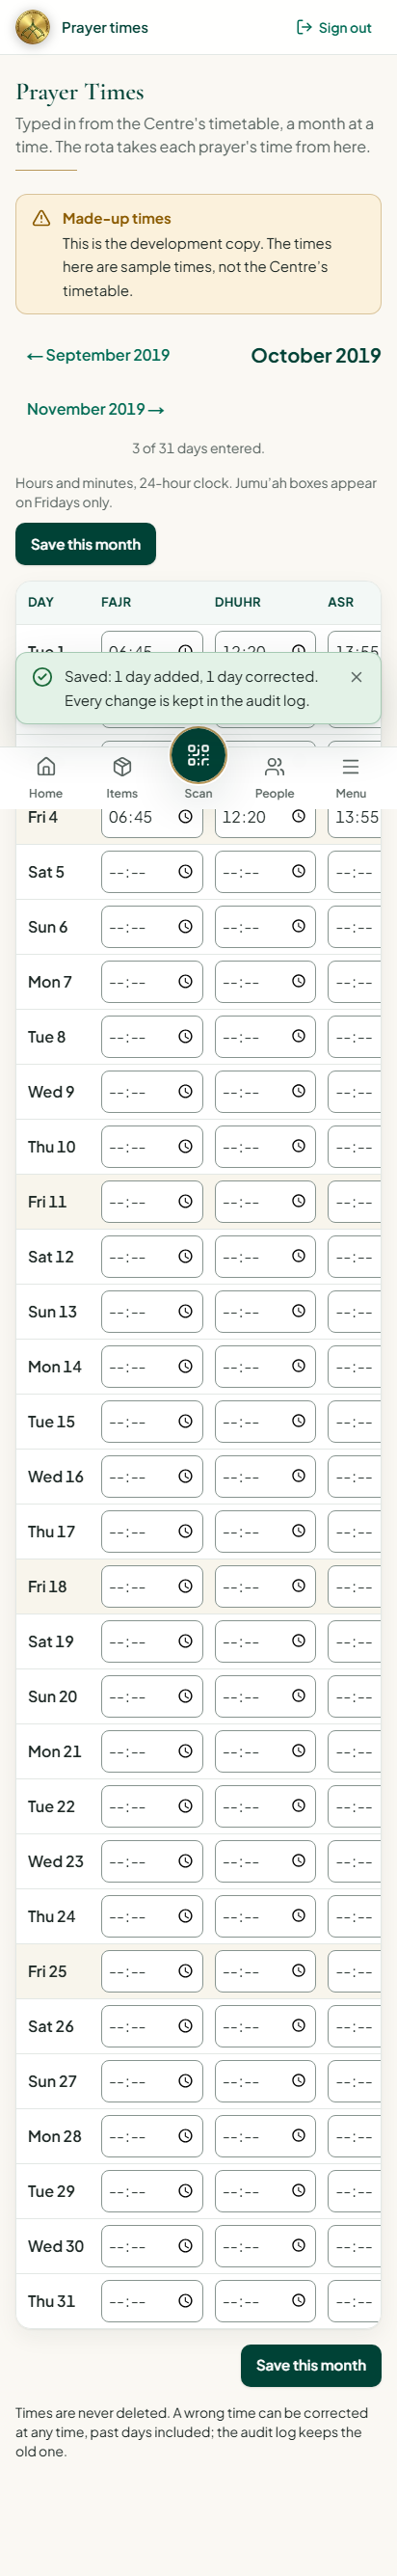 Prayer times
Sign out
Prayer Times
Typed in from the Centre's timetable, a month at a
time. The rota takes each prayer's time from here.
Made-up times
This is the development copy. The times
here are sample times, not the Centre's
timetable.
← September 2019
October 2019
November 2019 →
3 of 31 days entered.
Hours and minutes, 24-hour clock. Jumu'ah boxes appear
on Fridays only.
Save this month
DAY FAJR DHUHR ASR
Tue 1 06:45 12:20 13:55
Saved: 1 day added, 1 day corrected.
Every change is kept in the audit log.
Home Items Scan People Menu
Fri 4 06:45 12:20 13:55
Sat 5 --:-- --:-- --:--
Sun 6 --:-- --:-- --:--
Mon 7 --:-- --:-- --:--
Tue 8 --:-- --:-- --:--
Wed 9 --:-- --:-- --:--
Thu 10 --:-- --:-- --:--
Fri 11 --:-- --:-- --:--
Sat 12 --:-- --:-- --:--
Sun 13 --:-- --:-- --:--
Mon 14 --:-- --:-- --:--
Tue 15 --:-- --:-- --:--
Wed 16 --:-- --:-- --:--
Thu 17 --:-- --:-- --:--
Fri 18 --:-- --:-- --:--
Sat 19 --:-- --:-- --:--
Sun 20 --:-- --:-- --:--
Mon 21 --:-- --:-- --:--
Tue 22 --:-- --:-- --:--
Wed 23 --:-- --:-- --:--
Thu 24 --:-- --:-- --:--
Fri 25 --:-- --:-- --:--
Sat 26 --:-- --:-- --:--
Sun 27 --:-- --:-- --:--
Mon 28 --:-- --:-- --:--
Tue 29 --:-- --:-- --:--
Wed 30 --:-- --:-- --:--
Thu 31 --:-- --:-- --:--
Save this month
Times are never deleted. A wrong time can be corrected
at any time, past days included; the audit log keeps the
old one.